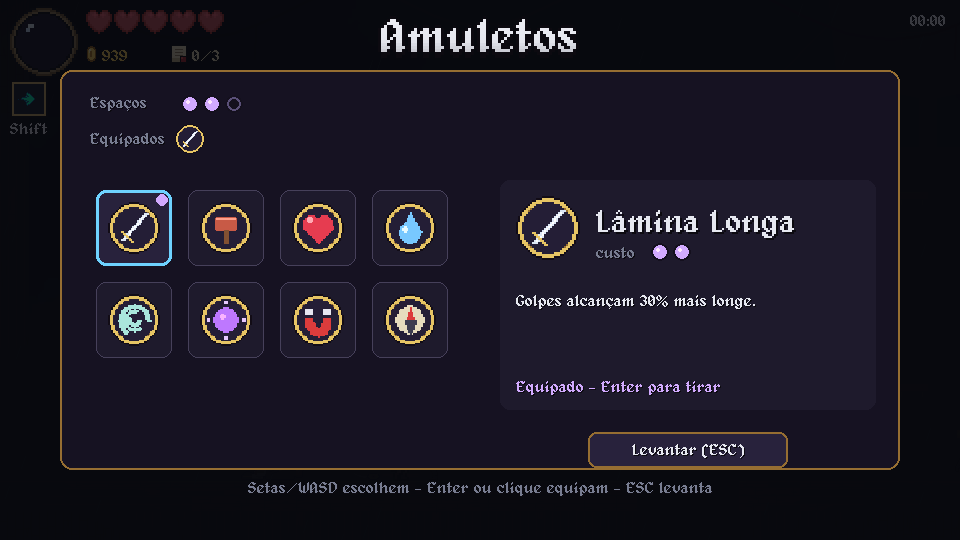 939
0/3
00:00
Amuletos
Shift
Espaços
Equipados
Lâmina Longa
custo
Golpes alcançam 30% mais longe.
Equipado - Enter para tirar
Levantar (ESC)
Setas/WASD escolhem - Enter ou clique equipam - ESC levanta